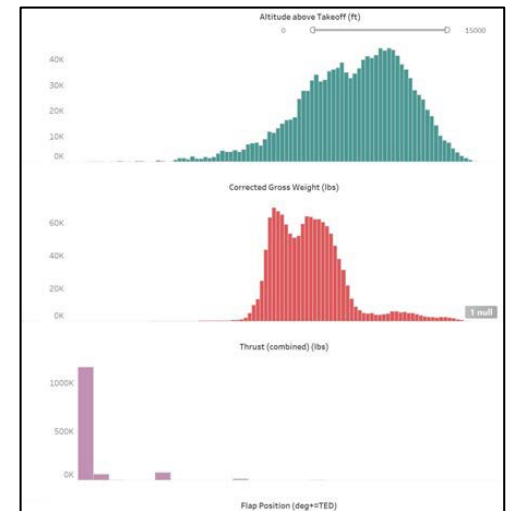 Altitude above Takeoff (ft)
0 15000
40K
30K
20K
10K
0K
Corrected Gross Weight (lbs)
60K
40K
20K
0K
1 null
Thrust (combined) (lbs)
1000K
500K
0K
Flap Position (deg+=TED)